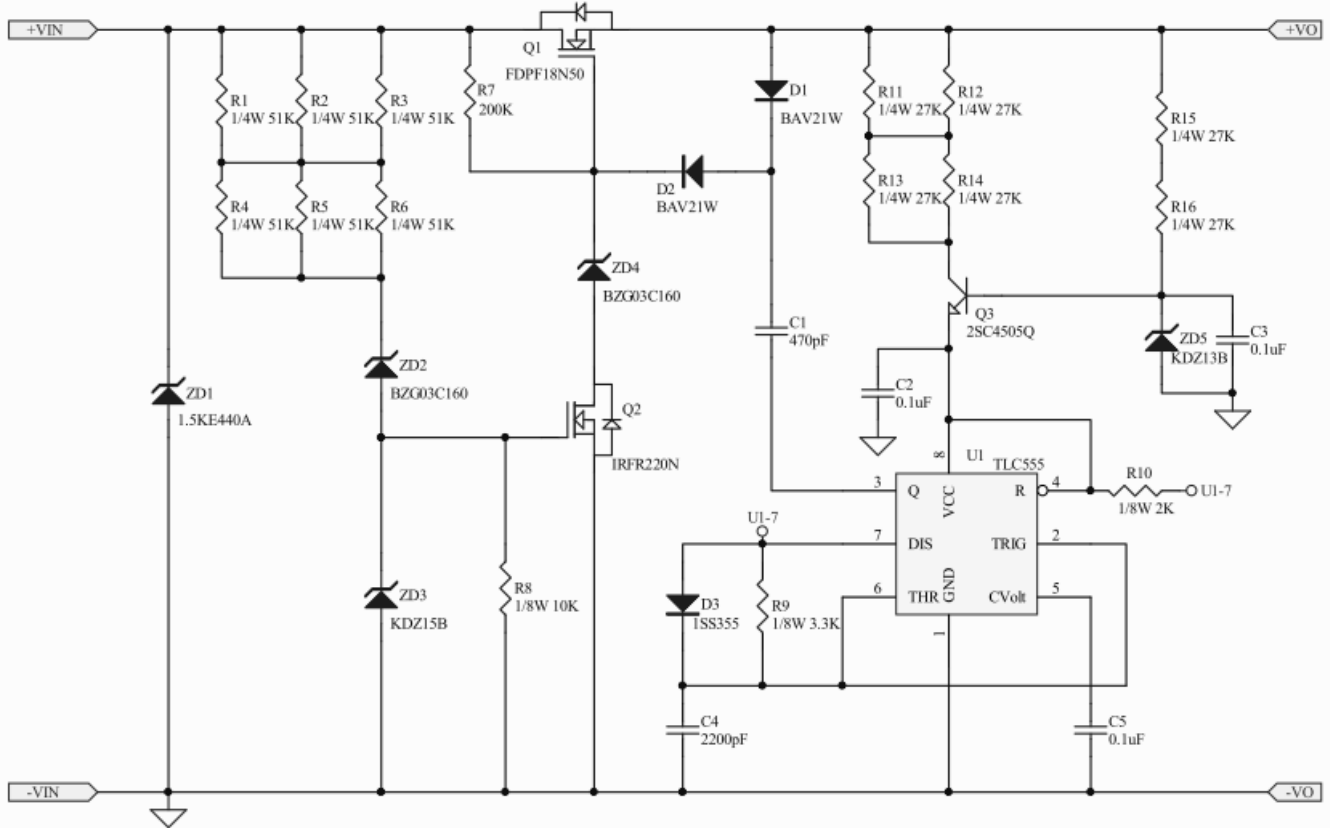 +VIN
+VO
Q1
FDPF18N50
R1
1/4W 51K
R2
1/4W 51K
R3
1/4W 51K
R7
200K
D1
BAV21W
R11
1/4W 27K
R12
1/4W 27K
R15
1/4W 27K
R4
1/4W 51K
R5
1/4W 51K
R6
1/4W 51K
D2
BAV21W
R13
1/4W 27K
R14
1/4W 27K
R16
1/4W 27K
ZD4
BZG03C160
Q3
2SC4505Q
C1
470pF
ZD5
KDZ13B
C3
0.1uF
ZD1
1.5KE440A
ZD2
BZG03C160
C2
0.1uF
Q2
IRFR220N
8
U1
TLC555
3
Q
VCC
R
4
R10
1/8W 2K
U1-7
U1-7
7
DIS
TRIG
2
6
THR
GND
CVolt
5
1
ZD3
KDZ15B
R8
1/8W 10K
D3
1SS355
R9
1/8W 3.3K
C4
2200pF
C5
0.1uF
-VIN
-VO